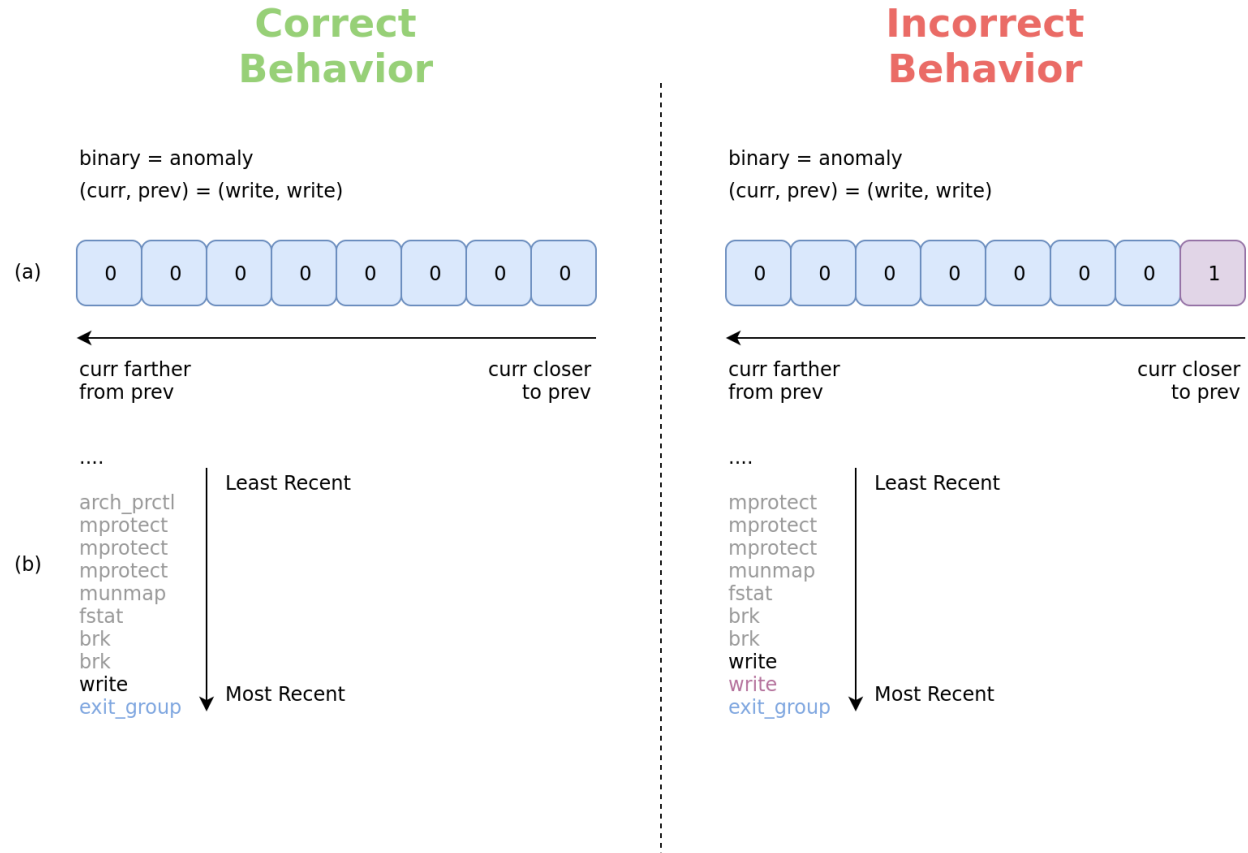 Correct
Behavior
binary = anomaly
(curr, prev) = (write, write)
(a)
0 0 0 0 0 0 0 0
curr farther
from prev
curr closer
to prev
....
Least Recent
arch_prctl
mprotect
mprotect
mprotect
munmap
fstat
brk
brk
write
exit_group
(b)
Most Recent
Incorrect
Behavior
binary = anomaly
(curr, prev) = (write, write)
0 0 0 0 0 0 0 1
curr farther
from prev
curr closer
to prev
....
Least Recent
mprotect
mprotect
mprotect
munmap
fstat
brk
brk
write
write
exit_group
Most Recent